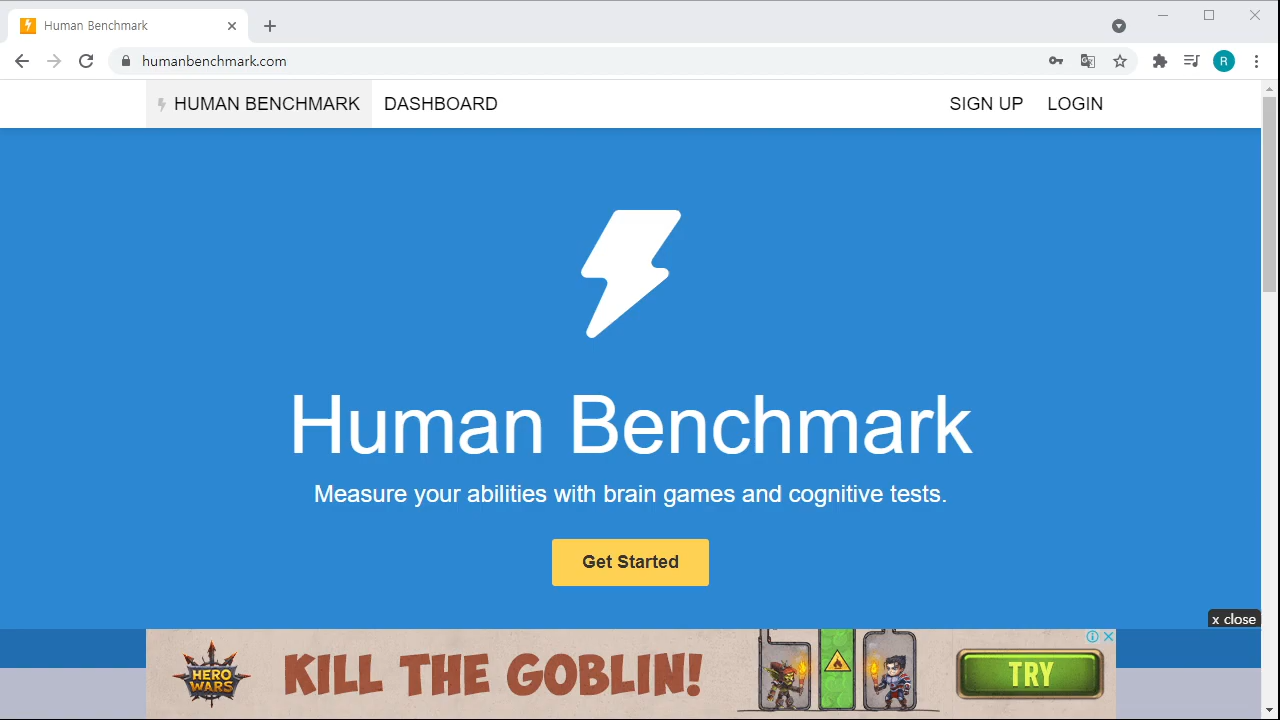 Human Benchmark
humanbenchmark.com
R
HUMAN BENCHMARK DASHBOARD SIGN UP LOGIN
Human Benchmark
Measure your abilities with brain games and cognitive tests.
Get Started
x close
HERO WARS
KILL THE GOBLIN!
TRY